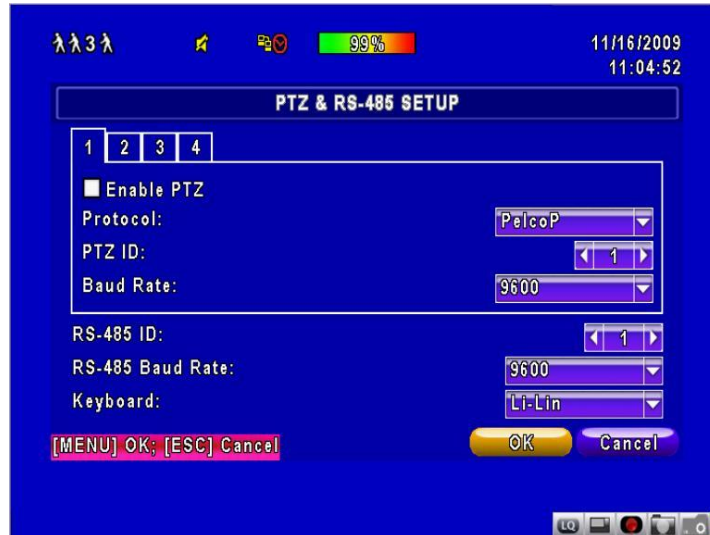 3
99%
11/16/2009
11:04:52
PTZ & RS-485 SETUP
1 2 3 4
Enable PTZ
Protocol: PelcoP
PTZ ID: 1
Baud Rate: 9600
RS-485 ID: 1
RS-485 Baud Rate: 9600
Keyboard: Li-Lin
[MENU] OK; [ESC] Cancel
OK Cancel
LQ